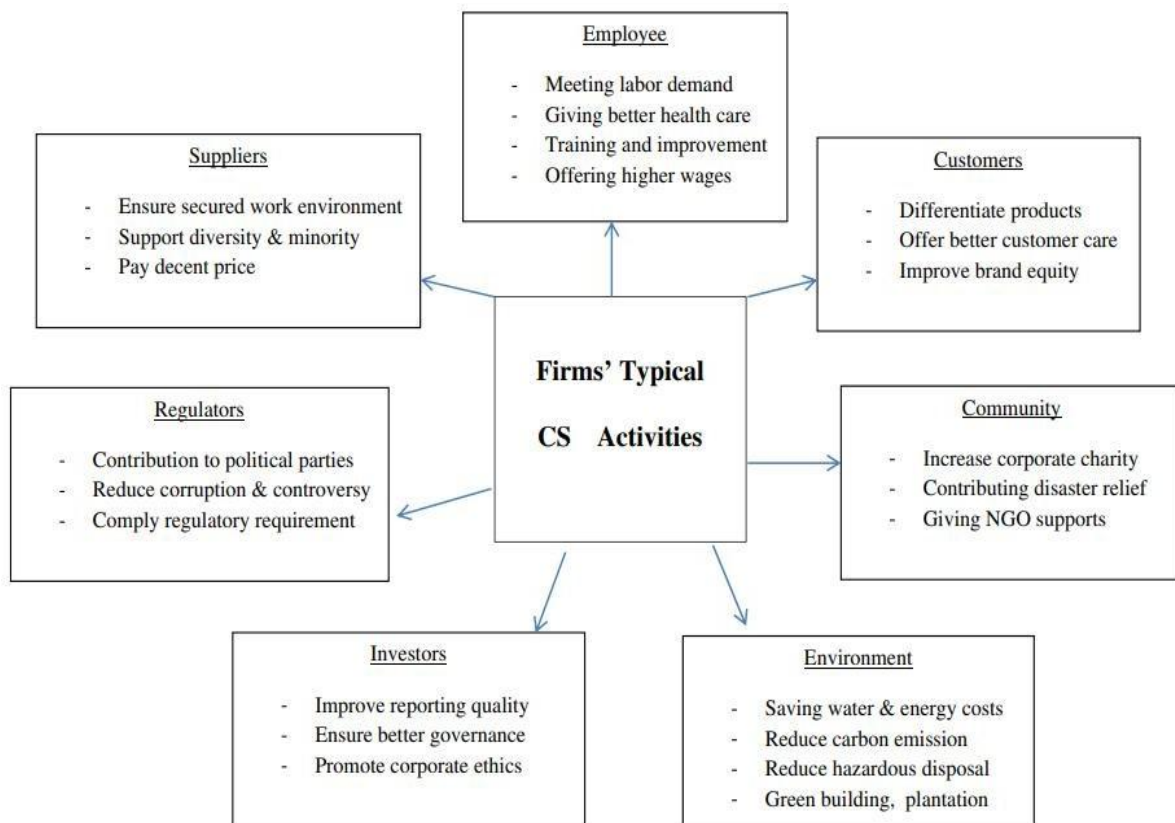 Employee
- Meeting labor demand
- Giving better health care
- Training and improvement
- Offering higher wages
Suppliers
- Ensure secured work environment
- Support diversity & minority
- Pay decent price
Customers
- Differentiate products
- Offer better customer care
- Improve brand equity
Firms’ Typical
CS Activities
Regulators
- Contribution to political parties
- Reduce corruption & controversy
- Comply regulatory requirement
Community
- Increase corporate charity
- Contributing disaster relief
- Giving NGO supports
Investors
- Improve reporting quality
- Ensure better governance
- Promote corporate ethics
Environment
- Saving water & energy costs
- Reduce carbon emission
- Reduce hazardous disposal
- Green building, plantation